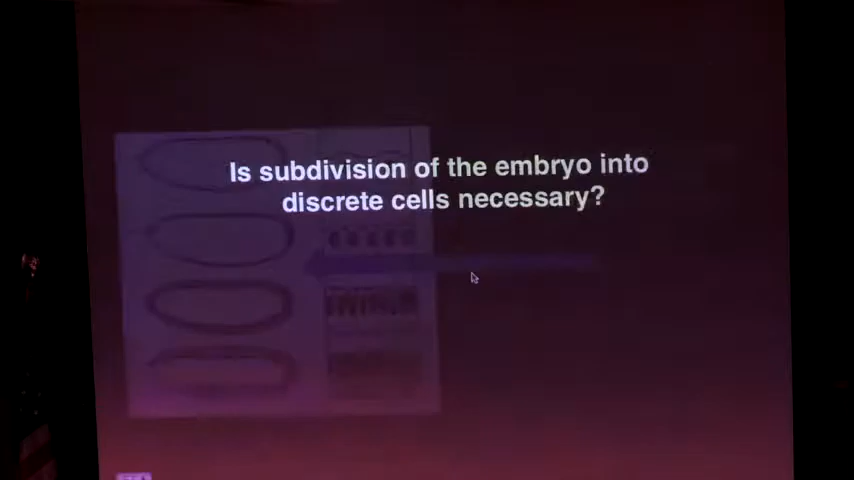 Is subdivision of the embryo into
discrete cells necessary?